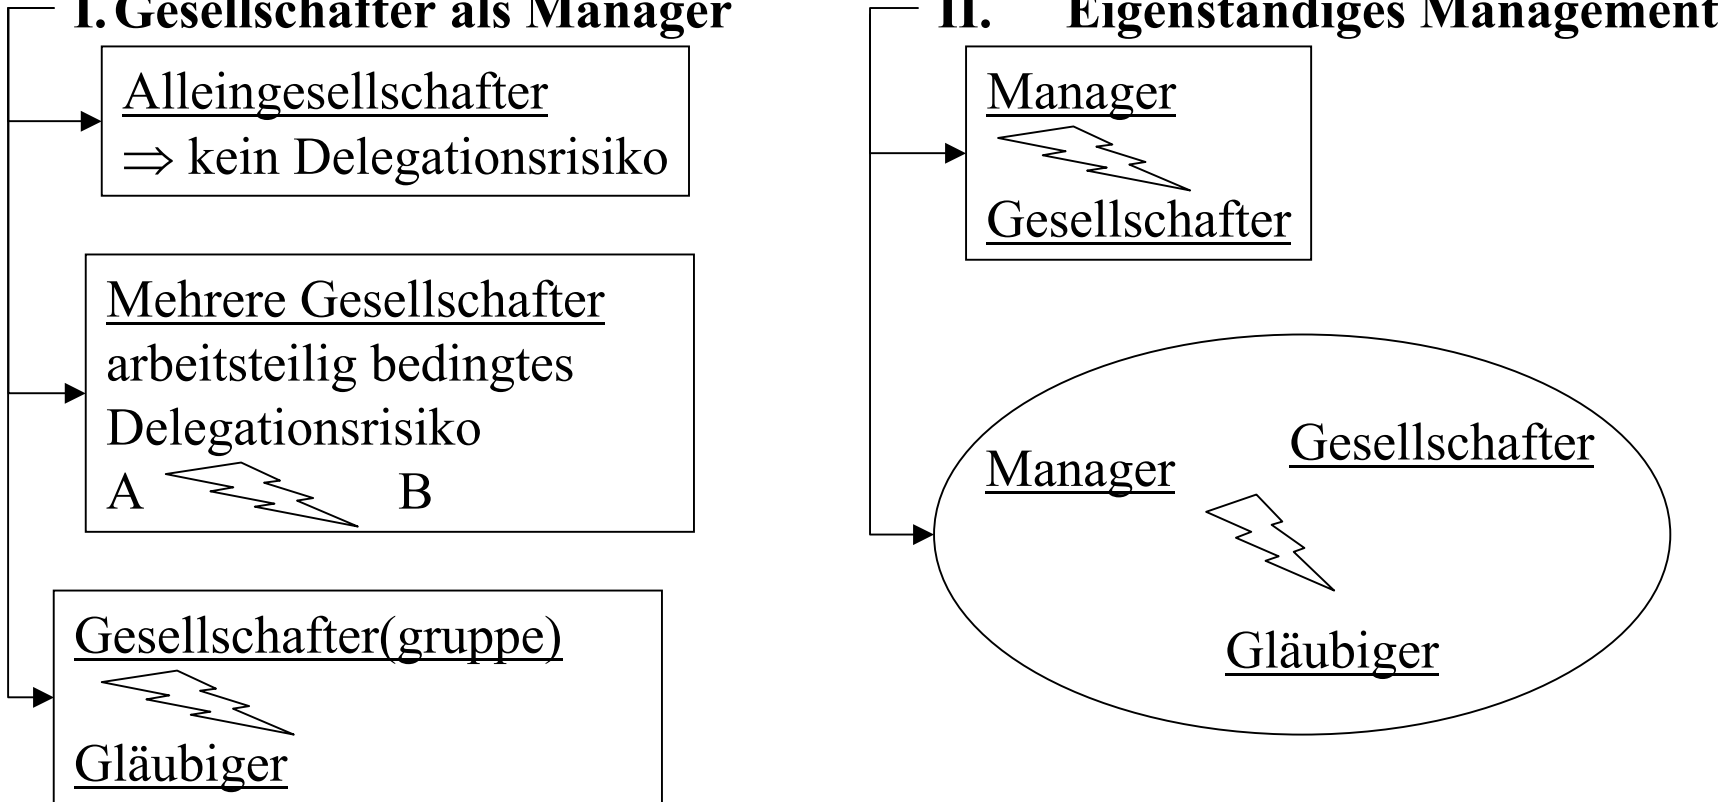 I. Gesellschafter als Manager
Alleingesellschafter
⇒ kein Delegationsrisiko
Mehrere Gesellschafter
arbeitsteilig bedingtes
Delegationsrisiko
A B
Gesellschafter(gruppe)
Gläubiger
II. Eigenständiges Management
Manager
Gesellschafter
Manager
Gesellschafter
Gläubiger